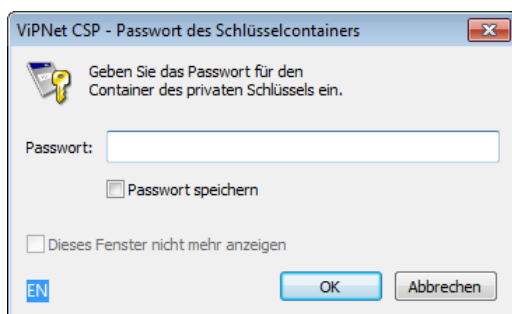 ViPNet CSP - Passwort des Schlüsselcontainers
Geben Sie das Passwort für den
Container des privaten Schlüssels ein.
Passwort:
Passwort speichern
Dieses Fenster nicht mehr anzeigen
EN
OK
Abbrechen